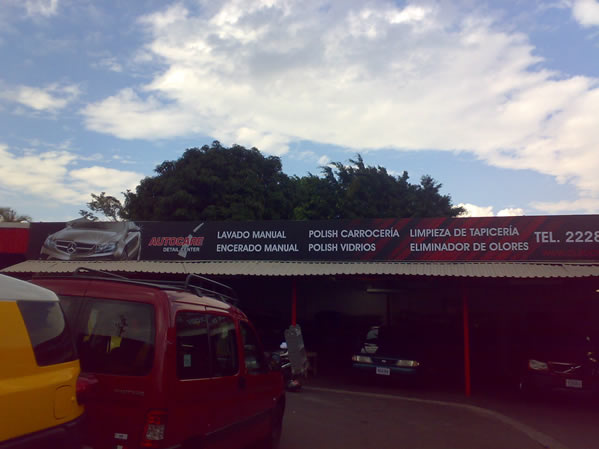 AUTOCARE
DETAIL CENTER
LAVADO MANUAL
ENCERADO MANUAL
POLISH CARROCERÍA
POLISH VIDRIOS
LIMPIEZA DE TAPICERÍA
ELIMINADOR DE OLORES
TEL. 2228